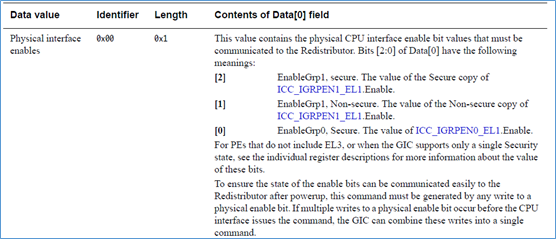 Data value Identifier Length Contents of Data[0] field
Physical interface enables 0x00 0x1 This value contains the physical CPU interface enable bit values that must be
communicated to the Redistributor. Bits [2:0] of Data[0] have the following
meanings:
[2] EnableGrp1, secure. The value of the Secure copy of
ICC_IGRPEN1_EL1.Enable.
[1] EnableGrp1, Non-secure. The value of the Non-secure copy of
ICC_IGRPEN1_EL1.Enable.
[0] EnableGrp0, Secure. The value of ICC_IGRPEN0_EL1.Enable.
For PEs that do not include EL3, or when the GIC supports only a single Security
state, see the individual register descriptions for more information about the value
of these bits.
To ensure the state of the enable bits can be communicated easily to the
Redistributor after powerup, this command must be generated by any write to a
physical enable bit. If multiple writes to a physical enable bit occur before the CPU
interface issues the command, the GIC can combine these writes into a single
command.